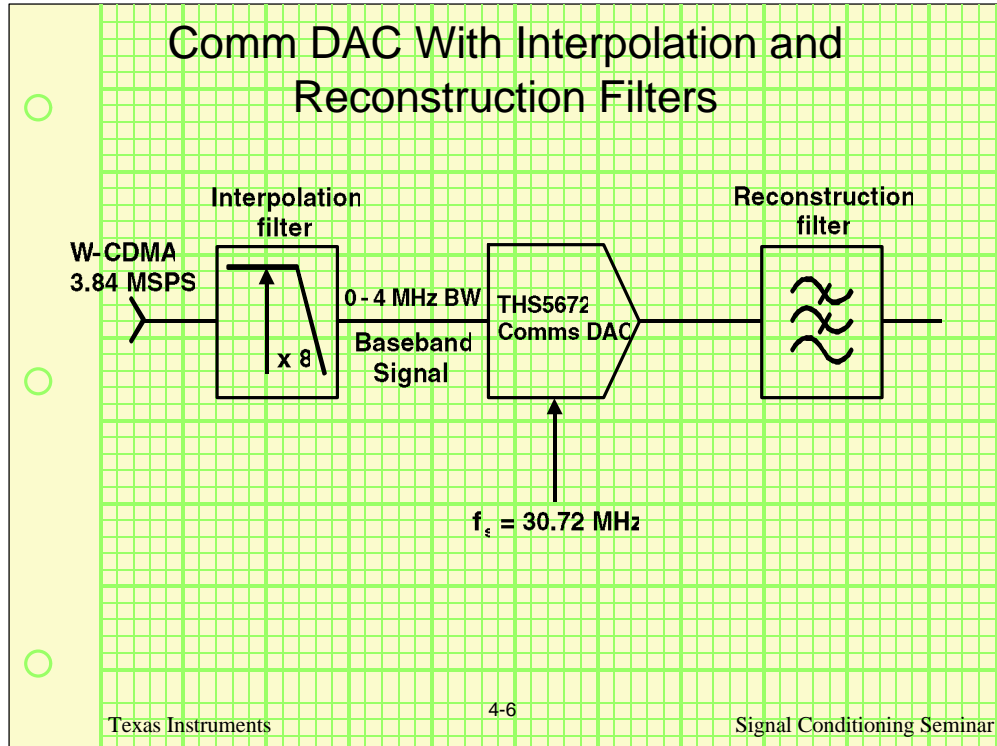 Comm DAC With Interpolation and
Reconstruction Filters
Interpolation
filter
Reconstruction
filter
W-CDMA
3.84 MSPS
x 8
0 - 4 MHz BW
Baseband
Signal
THS5672
Comms DAC
fs = 30.72 MHz
Texas Instruments
4-6
Signal Conditioning Seminar